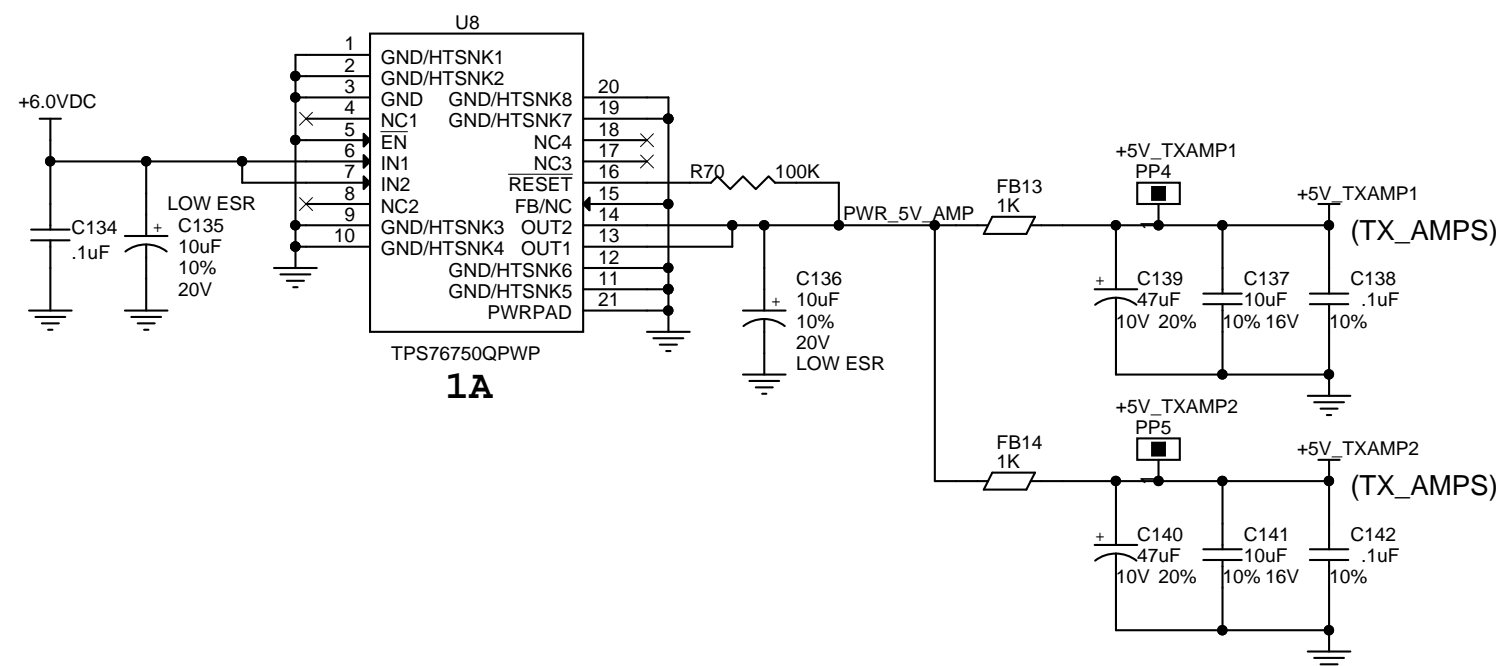 U8
1
GND/HTSNK1
2
GND/HTSNK2
3
GND
4
NC1
5
EN
6
IN1
7
IN2
8
NC2
9
GND/HTSNK3
10
GND/HTSNK4
GND/HTSNK8
20
GND/HTSNK7
19
NC4
18
NC3
17
RESET
16
FB/NC
15
OUT2
14
OUT1
13
GND/HTSNK6
12
GND/HTSNK5
11
PWRPAD
21
TPS76750QPWP
1A
+6.0VDC
C134
.1uF
LOW ESR
+
C135
10uF
10%
20V
R70 100K
PWR_5V_AMP
+
C136
10uF
10%
20V
LOW ESR
FB13
1K
+5V_TXAMP1
PP4
+5V_TXAMP1
(TX_AMPS)
+
C139
47uF
10V 20%
C137
10uF
10% 16V
C138
.1uF
10%
FB14
1K
+5V_TXAMP2
PP5
+5V_TXAMP2
(TX_AMPS)
+
C140
47uF
10V 20%
C141
10uF
10% 16V
C142
.1uF
10%